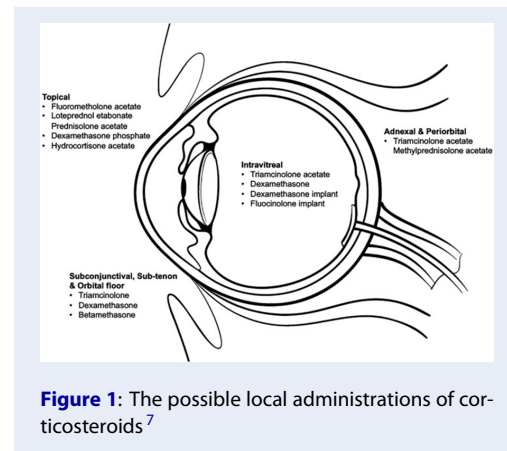 Topical
• Fluorometholone acetate
• Loteprednol etabonate
Prednisolone acetate
• Dexamethasone phosphate
• Hydrocortisone acetate
Adnexal & Periorbital
• Triamcinolone acetate
Methylprednisolone acetate
Intravitreal
• Triamcinolone acetate
• Dexamethasone
• Dexamethasone implant
• Fluocinolone implant
Subconjunctival, Sub-tenon
& Orbital floor
• Triamcinolone
• Dexamethasone
• Betamethasone
Figure 1: The possible local administrations of cor-
ticosteroids 7